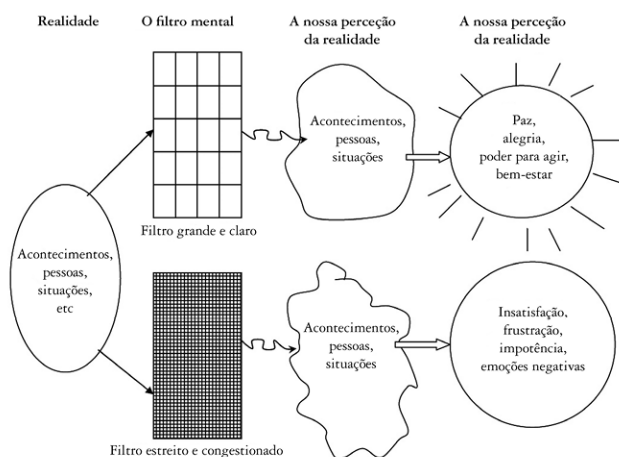 Realidade
O filtro mental
A nossa perceção
da realidade
A nossa perceção
da realidade
Acontecimentos,
pessoas,
situações,
etc
Filtro grande e claro
Acontecimentos,
pessoas,
situações
Paz,
alegria,
poder para agir,
bem-estar
Filtro estreito e congestionado
Acontecimentos,
pessoas,
situações
Insatisfação,
frustração,
impotência,
emoções negativas